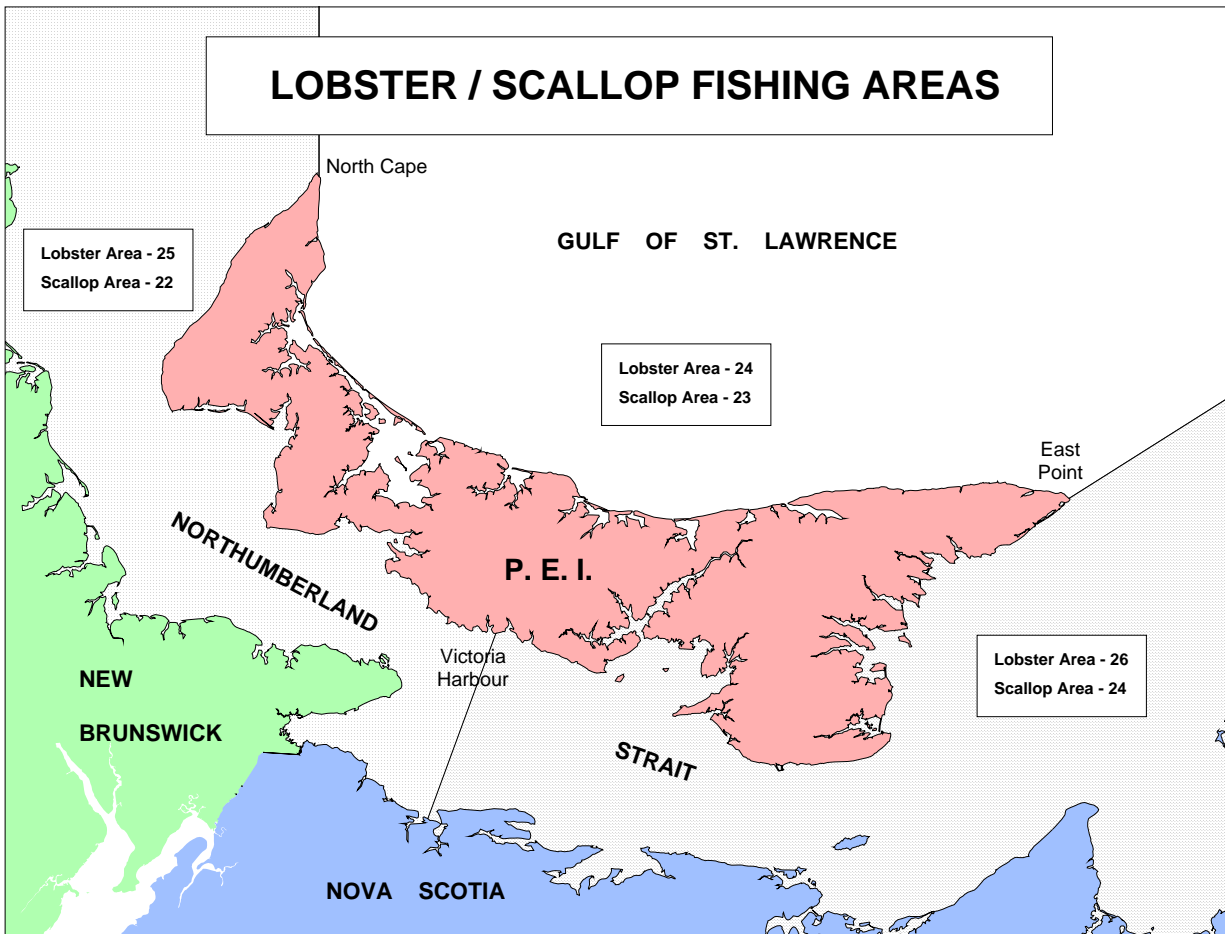 LOBSTER / SCALLOP FISHING AREAS
North Cape
GULF OF ST. LAWRENCE
Lobster Area - 25
Scallop Area - 22
Lobster Area - 24
Scallop Area - 23
East
Point
NORTHUMBERLAND
P. E. I.
Victoria
Harbour
Lobster Area - 26
Scallop Area - 24
NEW
BRUNSWICK
STRAIT
NOVA SCOTIA